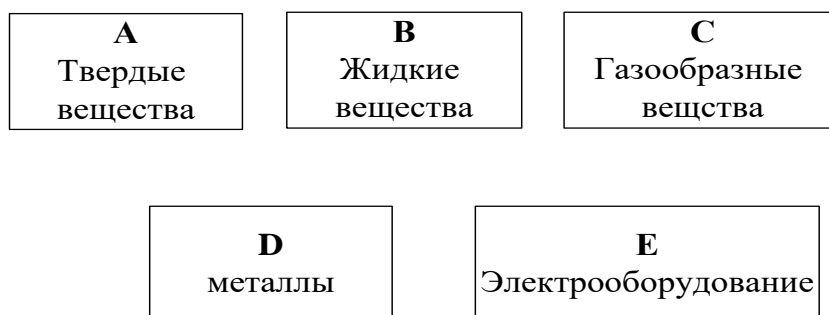 A
Твердые
вещества
B
Жидкие
вещества
C
Газообразные
вещства
D
металлы
E
Электрооборудование